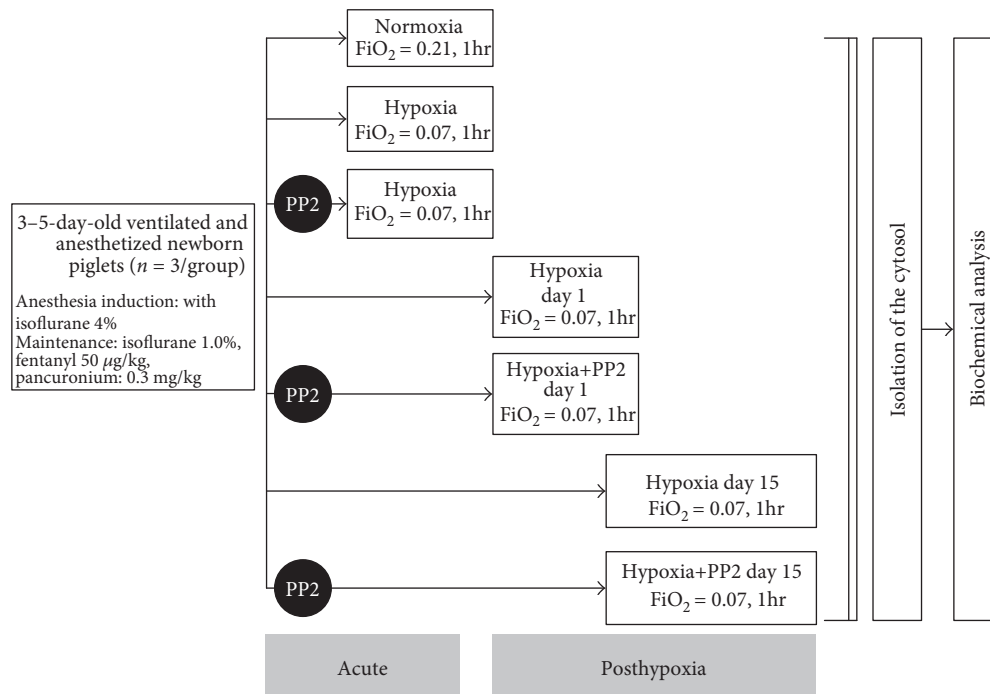 3–5-day-old ventilated and
anesthetized newborn
piglets (n = 3/group)
Anesthesia induction: with
isoflurane 4%
Maintenance: isoflurane 1.0%,
fentanyl 50 μg/kg,
pancuronium: 0.3 mg/kg
Normoxia
FiO₂ = 0.21, 1hr
Hypoxia
FiO₂ = 0.07, 1hr
PP2
Hypoxia
FiO₂ = 0.07, 1hr
Hypoxia
day 1
FiO₂ = 0.07, 1hr
PP2
Hypoxia+PP2
day 1
FiO₂ = 0.07, 1hr
Hypoxia day 15
FiO₂ = 0.07, 1hr
PP2
Hypoxia+PP2 day 15
FiO₂ = 0.07, 1hr
Isolation of the cytosol
Biochemical analysis
Acute
Posthypoxia